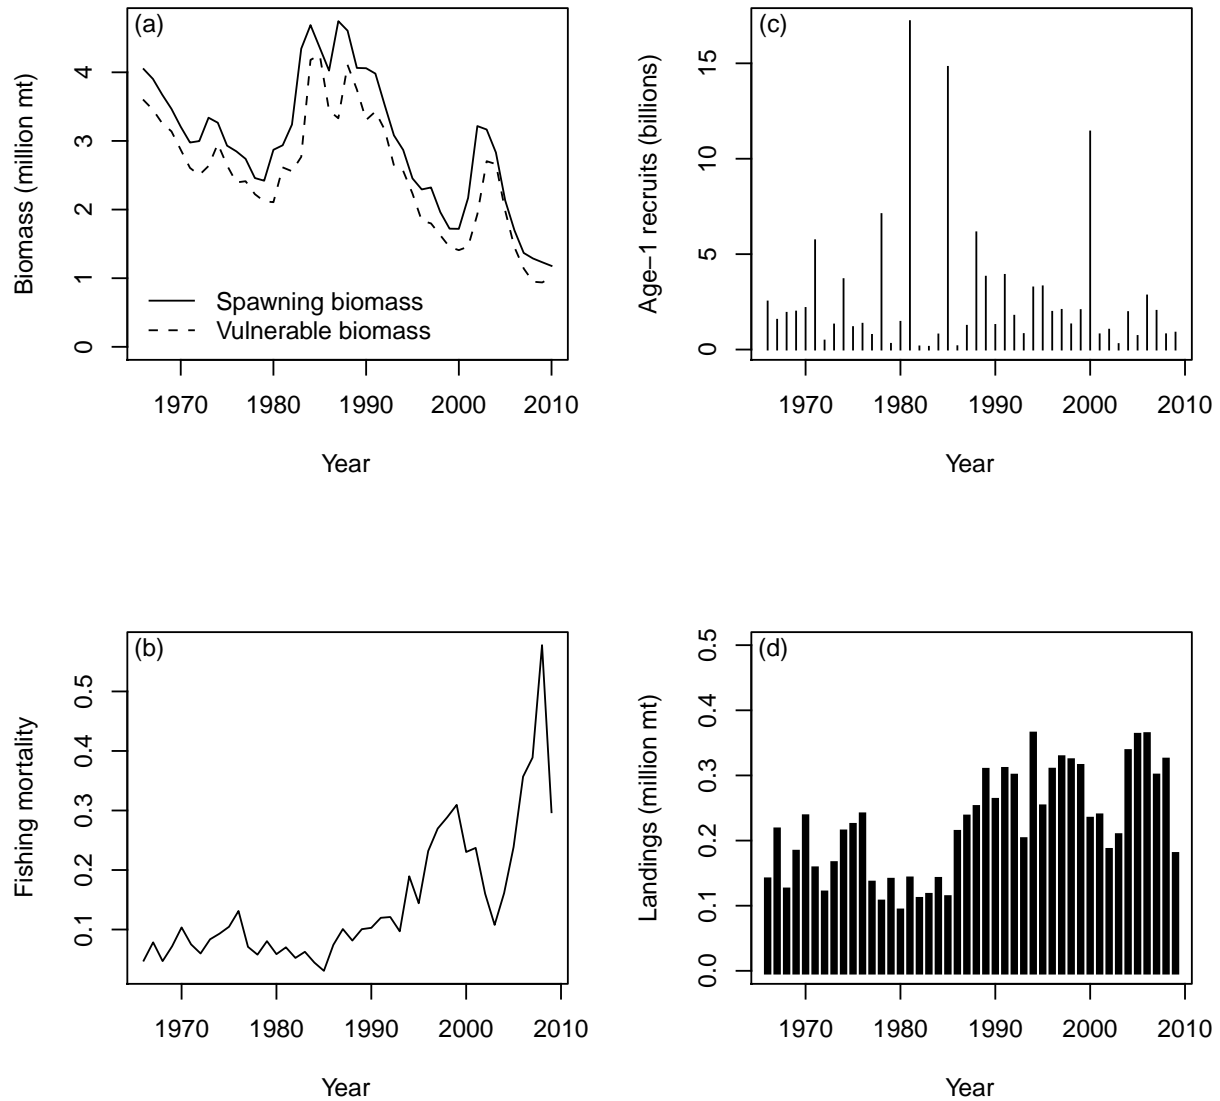 (a)
Biomass (million mt)
4
3
2
1
0
Spawning biomass
Vulnerable biomass
1970 1980 1990 2000 2010
Year
(c)
Age−1 recruits (billions)
15
10
5
0
1970 1980 1990 2000 2010
Year
(b)
Fishing mortality
0.5
0.4
0.3
0.2
0.1
1970 1980 1990 2000 2010
Year
(d)
Landings (million mt)
0.5
0.4
0.3
0.2
0.1
0.0
1970 1980 1990 2000 2010
Year